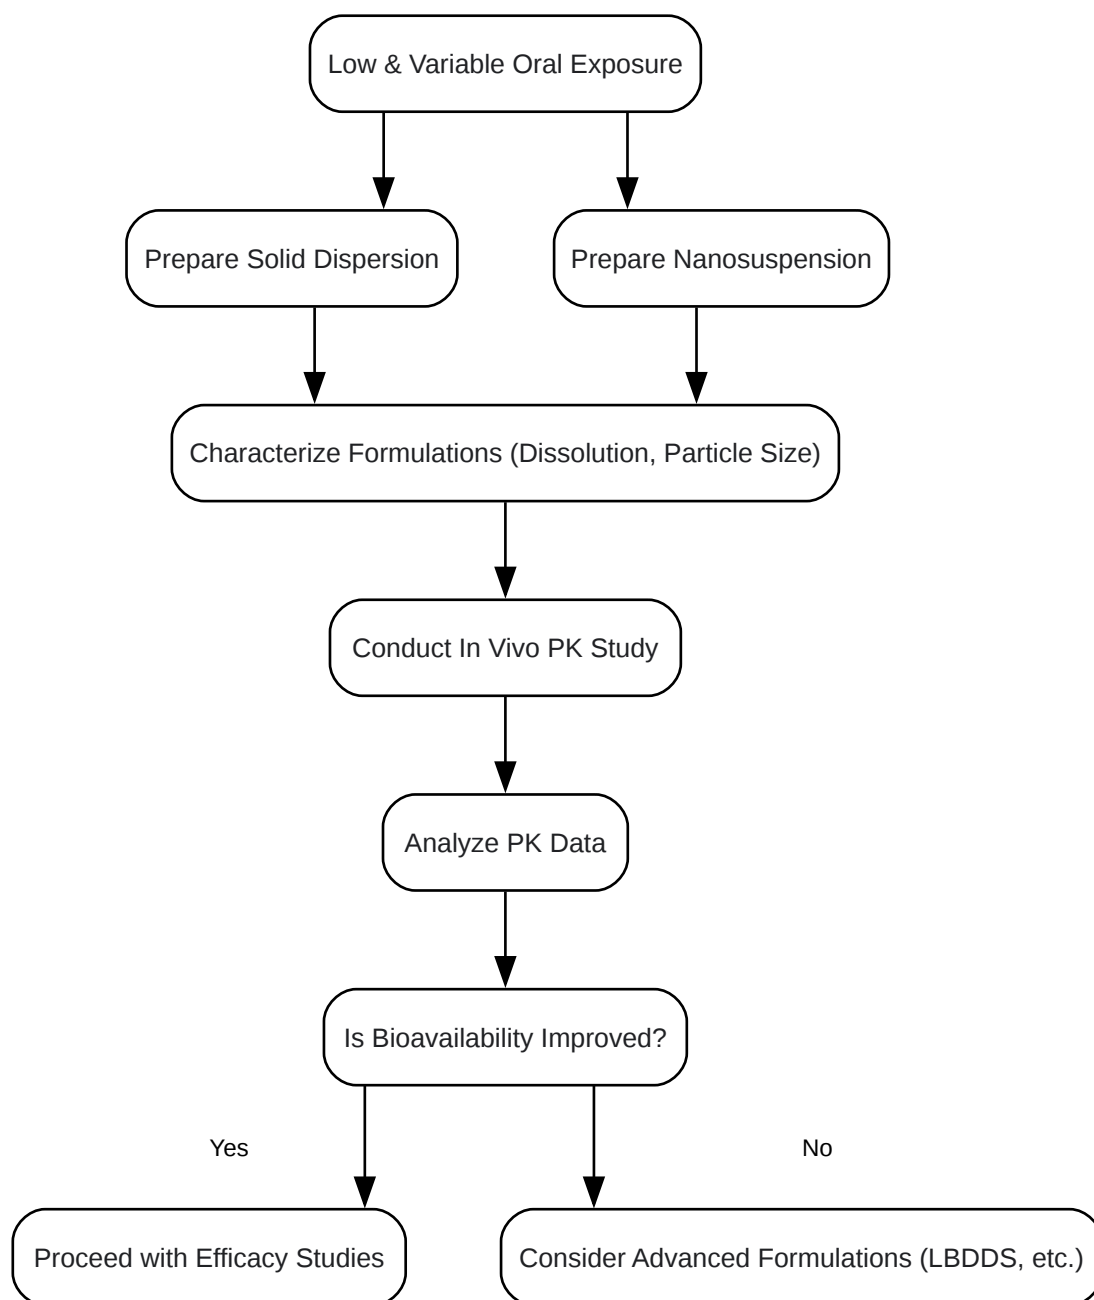 Low & Variable Oral Exposure
Prepare Solid Dispersion
Prepare Nanosuspension
Characterize Formulations (Dissolution, Particle Size)
Conduct In Vivo PK Study
Analyze PK Data
Is Bioavailability Improved?
Yes
No
Proceed with Efficacy Studies
Consider Advanced Formulations (LBDDS, etc.)